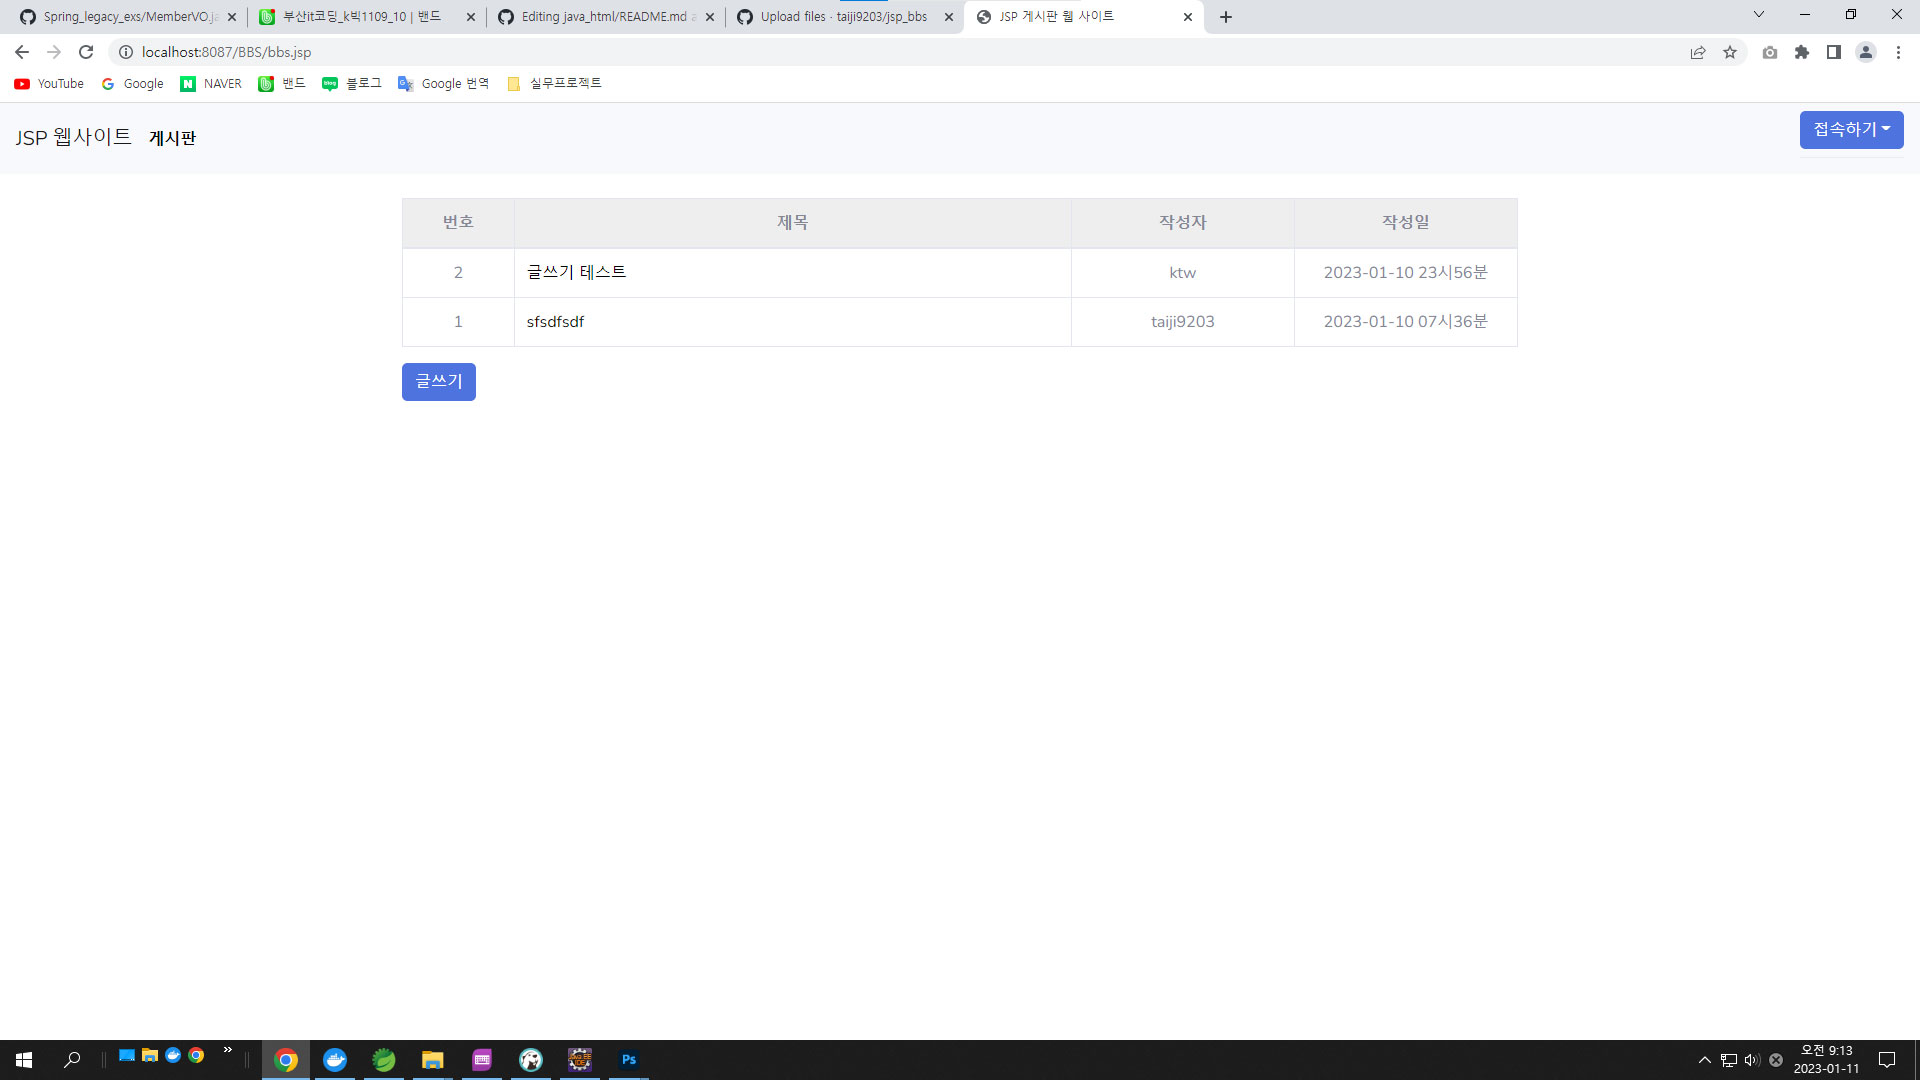 Spring_legacy_exs/MemberVO.ja
부산it코딩_k빅1109_10 | 밴드
Editing java_html/README.md a
Upload files · taiji9203/jsp_bbs
JSP 게시판 웹 사이트
localhost:8087/BBS/bbs.jsp
YouTube Google NAVER 밴드 블로그 Google 번역 실무프로젝트
JSP 웹사이트 게시판 접속하기
번호 제목 작성자 작성일
2 글쓰기 테스트 ktw 2023-01-10 23시56분
1 sfsdfsdf taiji9203 2023-01-10 07시36분
글쓰기
Ps
오전 9:13
2023-01-11